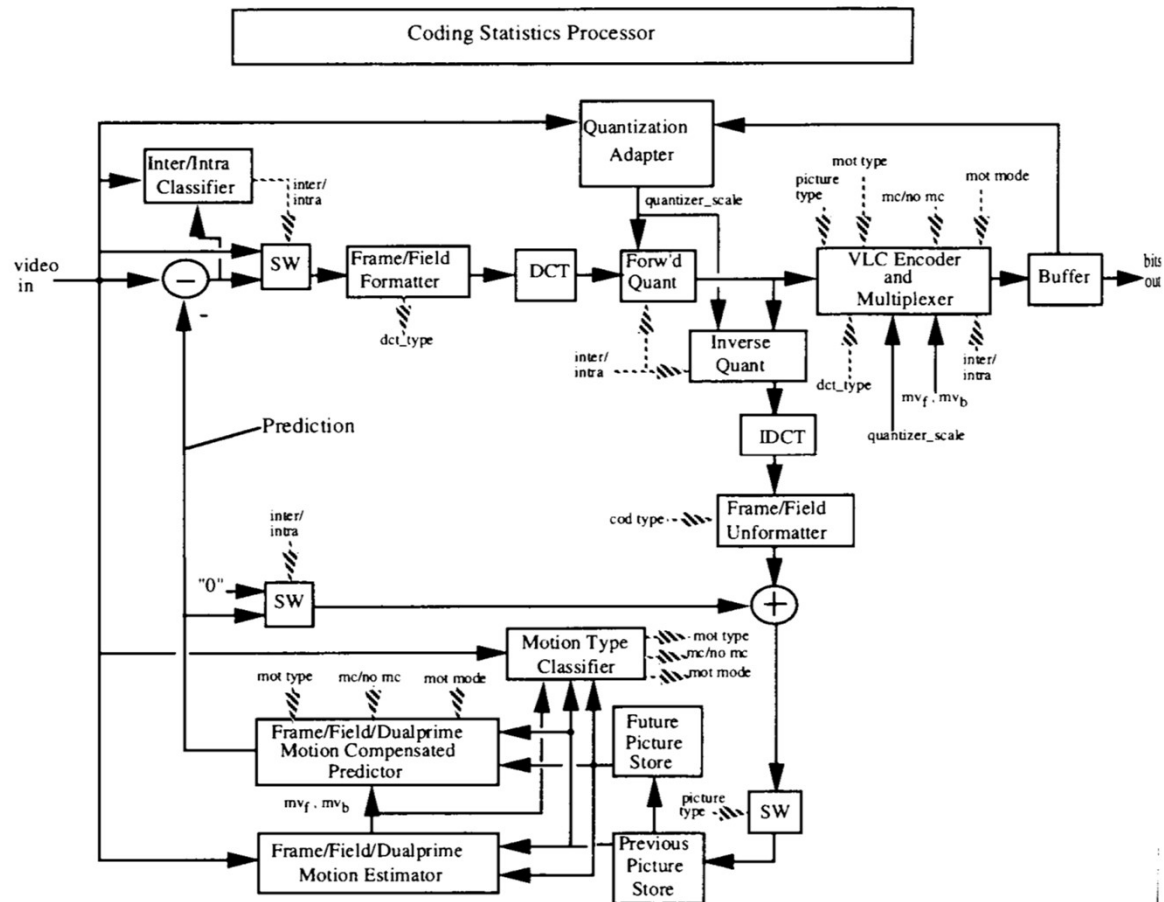 Coding Statistics Processor
Quantization
Adapter
Inter/Intra
Classifier
inter/
intra
quantizer_scale
picture
type
mot type
mc/no mc
mot mode
video
in
-
-
SW
Frame/Field
Formatter
DCT
Forw'd
Quant
VLC Encoder
and
Multiplexer
Buffer
bits
out
dct_type
inter/
intra
Inverse
Quant
dct_type
quantizer_scale
mvf , mvb
inter/
intra
Prediction
IDCT
cod type
Frame/Field
Unformatter
inter/
intra
"0"
SW
+
Motion Type
Classifier
mot type
mc/no mc
mot mode
mot type
mc/no mc
mot mode
Frame/Field/Dualprime
Motion Compensated
Predictor
Future
Picture
Store
mvf , mvb
picture
type
SW
Frame/Field/Dualprime
Motion Estimator
Previous
Picture
Store